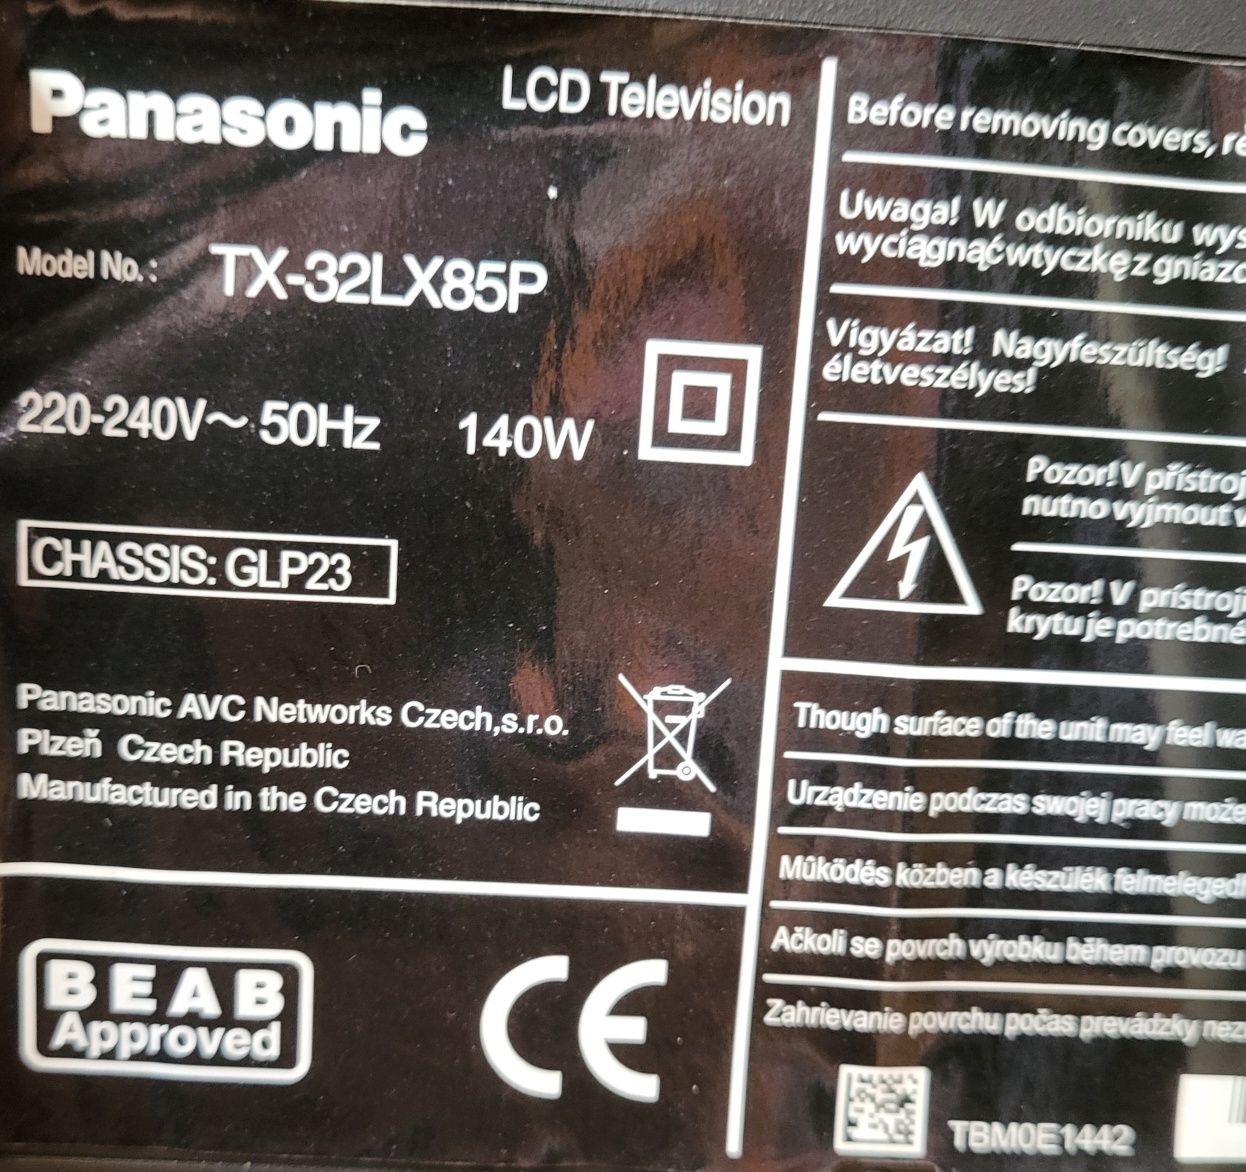 Panasonic
LCD Television
Model No.: TX-32LX85P
220-240V~ 50Hz 140W
CHASSIS: GLP23
Panasonic AVC Networks Czech,s.r.o.
Plzeň Czech Republic
Manufactured in the Czech Republic
BEAB
Approved
CE
Before removing covers,
Uwaga! W odbiorniku
wyciągnąć wtyczkę z
Vigyázat! Nagyfeszültség!
életveszélyes!
Pozor! V přístroj
nutno vyjmout
Pozor! V prístroji
krytu je potrebné
Though surface of the unit may feel
Urządzenie podczas swojej pracy może
Mûködés közben a készülék
Ačkoli se povrch výrobku během provozu
Zahrievanie povrchu počas prevádzky
TBM0E1442